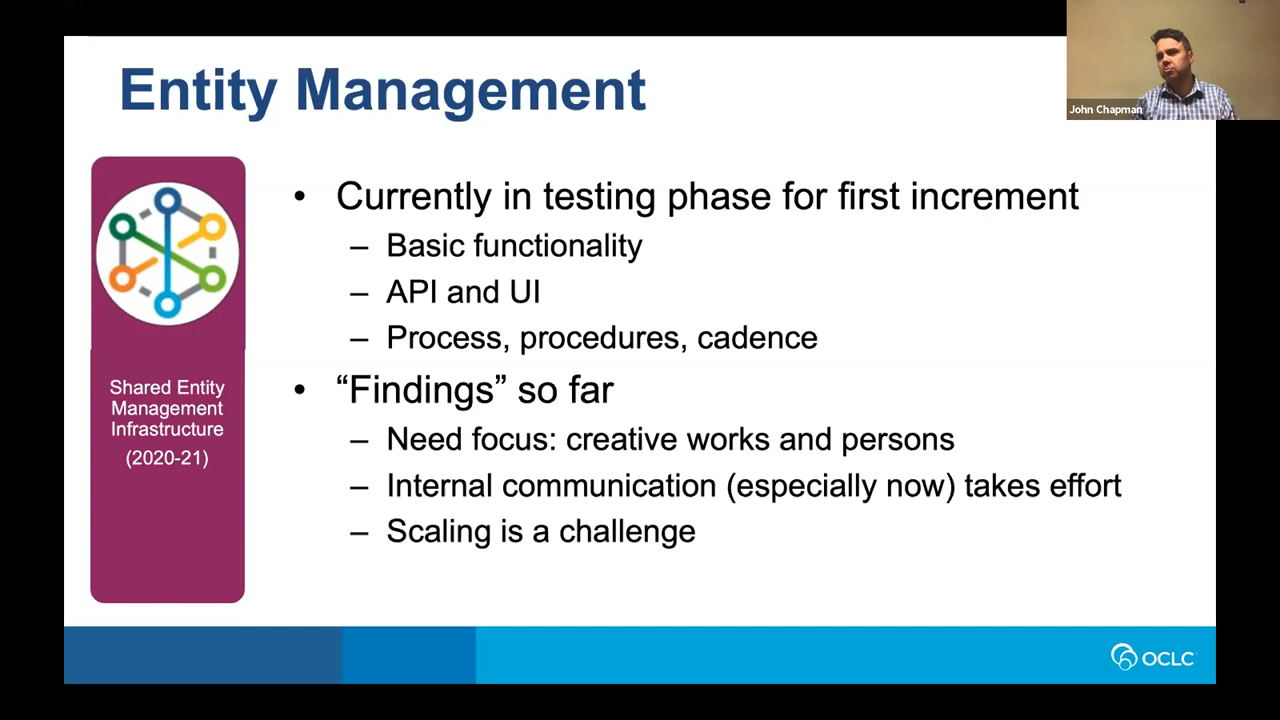 Entity Management
John Chapman
Shared Entity
Management
Infrastructure
(2020-21)
• Currently in testing phase for first increment
– Basic functionality
– API and UI
– Process, procedures, cadence
• “Findings” so far
– Need focus: creative works and persons
– Internal communication (especially now) takes effort
– Scaling is a challenge
OCLC